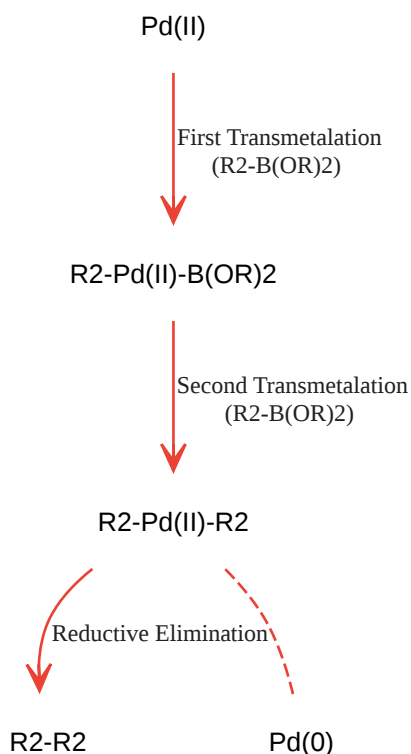 Pd(II)
First Transmetalation
(R2-B(OR)2)
R2-Pd(II)-B(OR)2
Second Transmetalation
(R2-B(OR)2)
R2-Pd(II)-R2
Reductive Elimination
R2-R2
Pd(0)